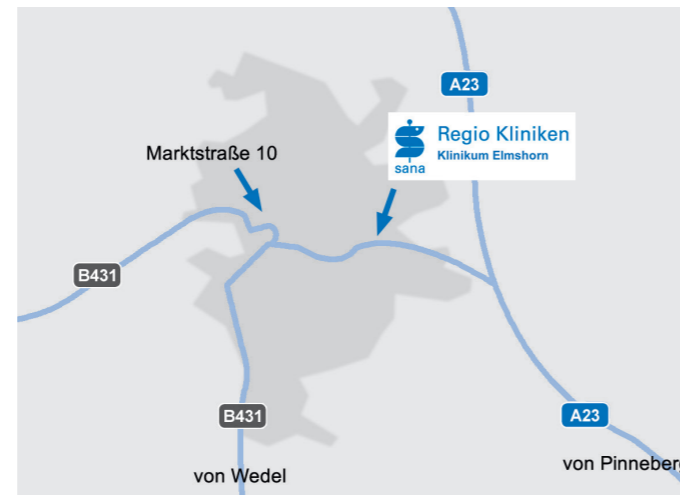 A23
Regio Kliniken
Klinikum Elmshorn
sana
Marktstraße 10
B431
B431
A23
von Wedel
von Pinneberg